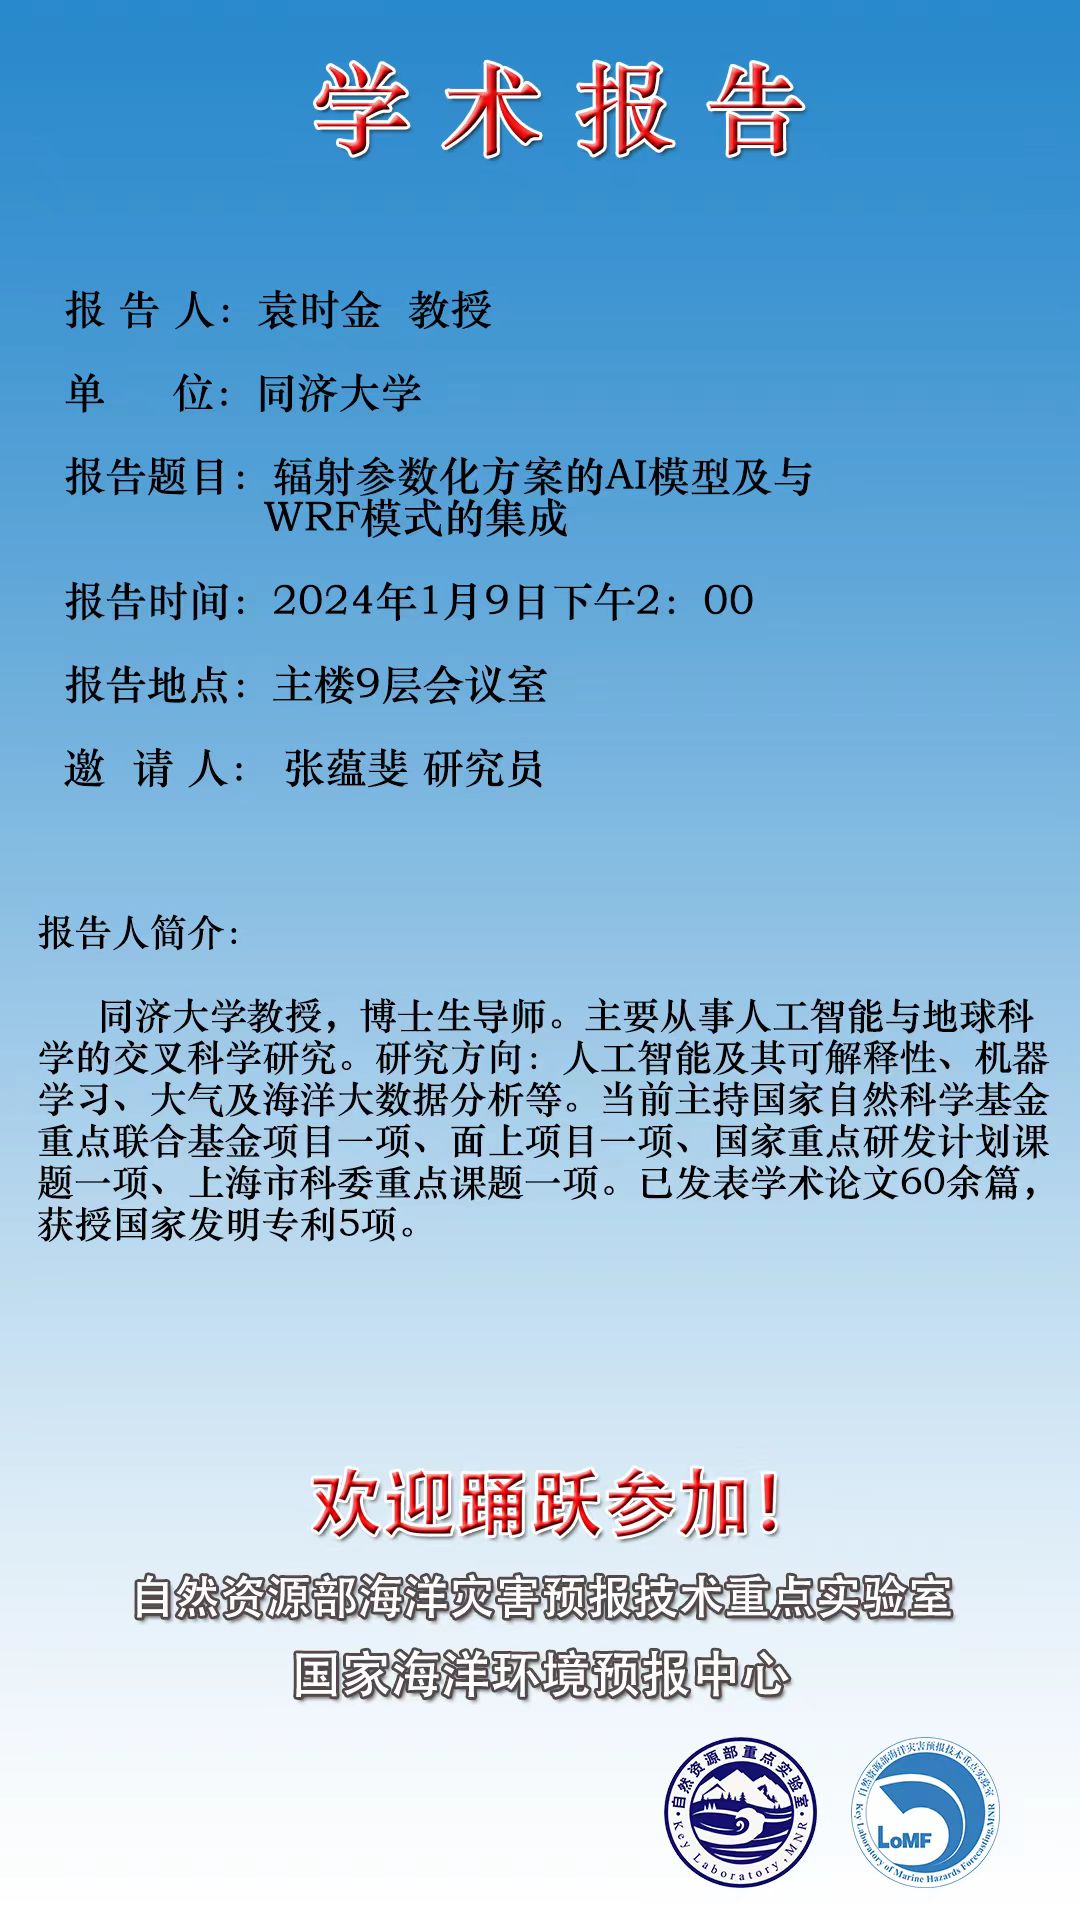 学术报告
报 告 人：袁时金 教授
单 位：同济大学
报告题目：辐射参数化方案的AI模型及与
WRF模式的集成
报告时间：2024年1月9日下午2：00
报告地点：主楼9层会议室
邀 请 人： 张蕴斐 研究员
报告人简介：
同济大学教授，博士生导师。主要从事人工智能与地球科
学的交叉科学研究。研究方向：人工智能及其可解释性、机器
学习、大气及海洋大数据分析等。当前主持国家自然科学基金
重点联合基金项目一项、面上项目一项、国家重点研发计划课
题一项、上海市科委重点课题一项。已发表学术论文60余篇，
获授国家发明专利5项。
欢迎踊跃参加！
自然资源部海洋灾害预报技术重点实验室
国家海洋环境预报中心
自然资源部重点实验室
Key Laboratory, MNR
自然资源部海洋灾害预报技术重点实验室
LOMF
Key Laboratory of Marine Hazards Forecasting, MNR